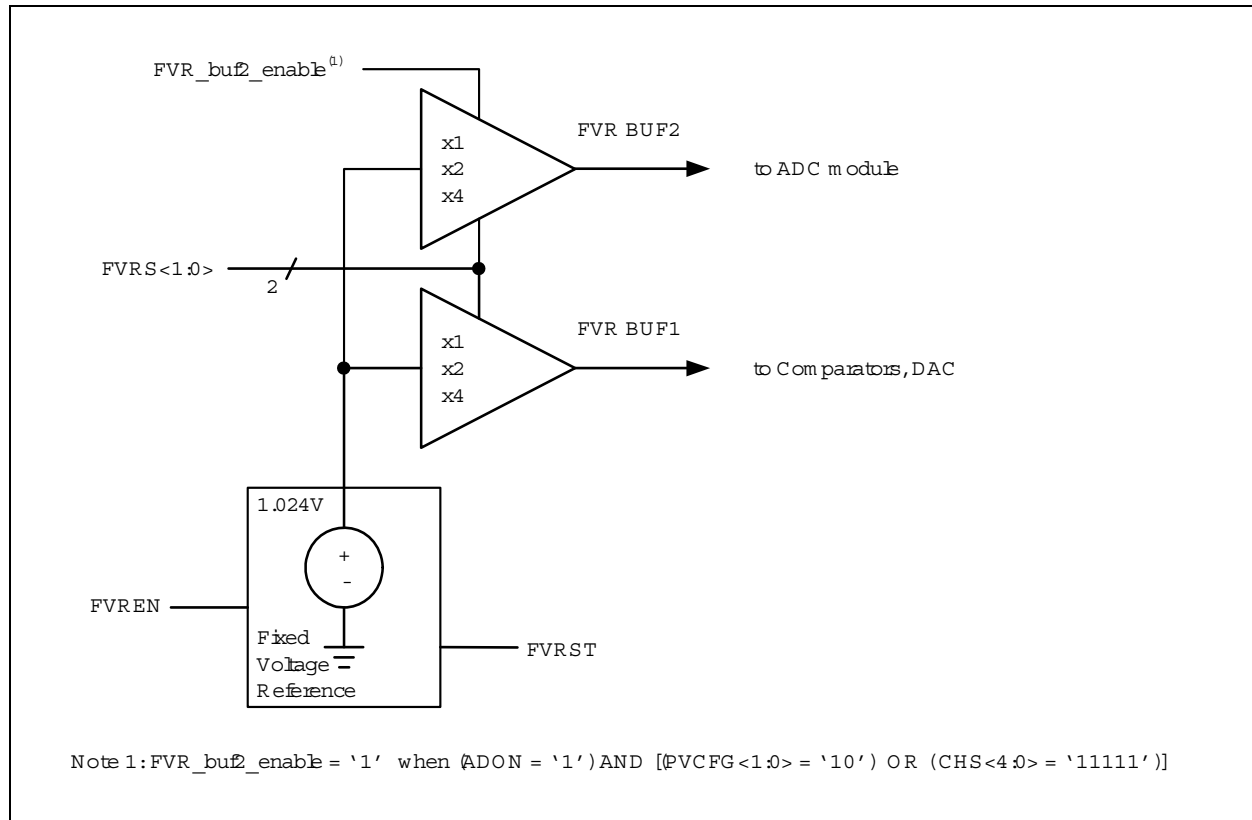 FVR_buf2_enable(1)
x1
x2
x4
FVR BUF2
to ADC module
FVRS<1:0>
2
x1
x2
x4
FVR BUF1
to Comparators, DAC
1.024V
+
-
FVREN
Fixed
Voltage
Reference
FVRST
Note 1: FVR_buf2_enable = ‘1’ when (ADON = ‘1’) AND [(PVCFG<1:0> = ‘10’) OR (CHS<4:0> = ‘11111’)]